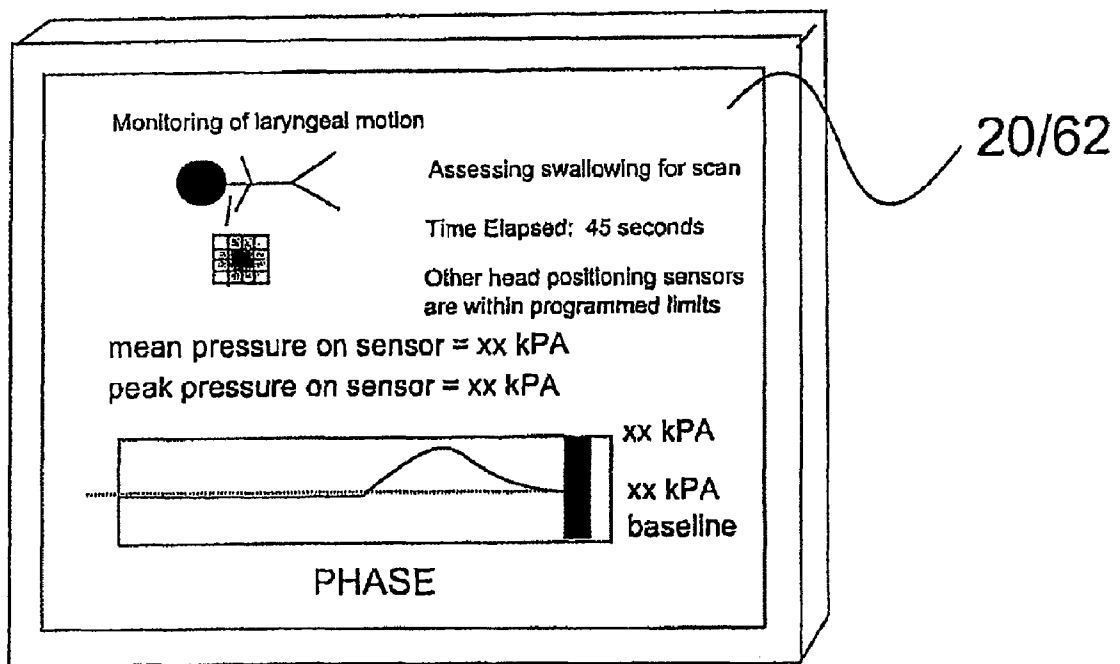 Monitoring of laryngeal motion
Assessing swallowing for scan
Time Elapsed: 45 seconds
Other head positioning sensors
are within programmed limits
mean pressure on sensor = xx kPA
peak pressure on sensor = xx kPA
xx kPA
xx kPA
baseline
PHASE
20/62